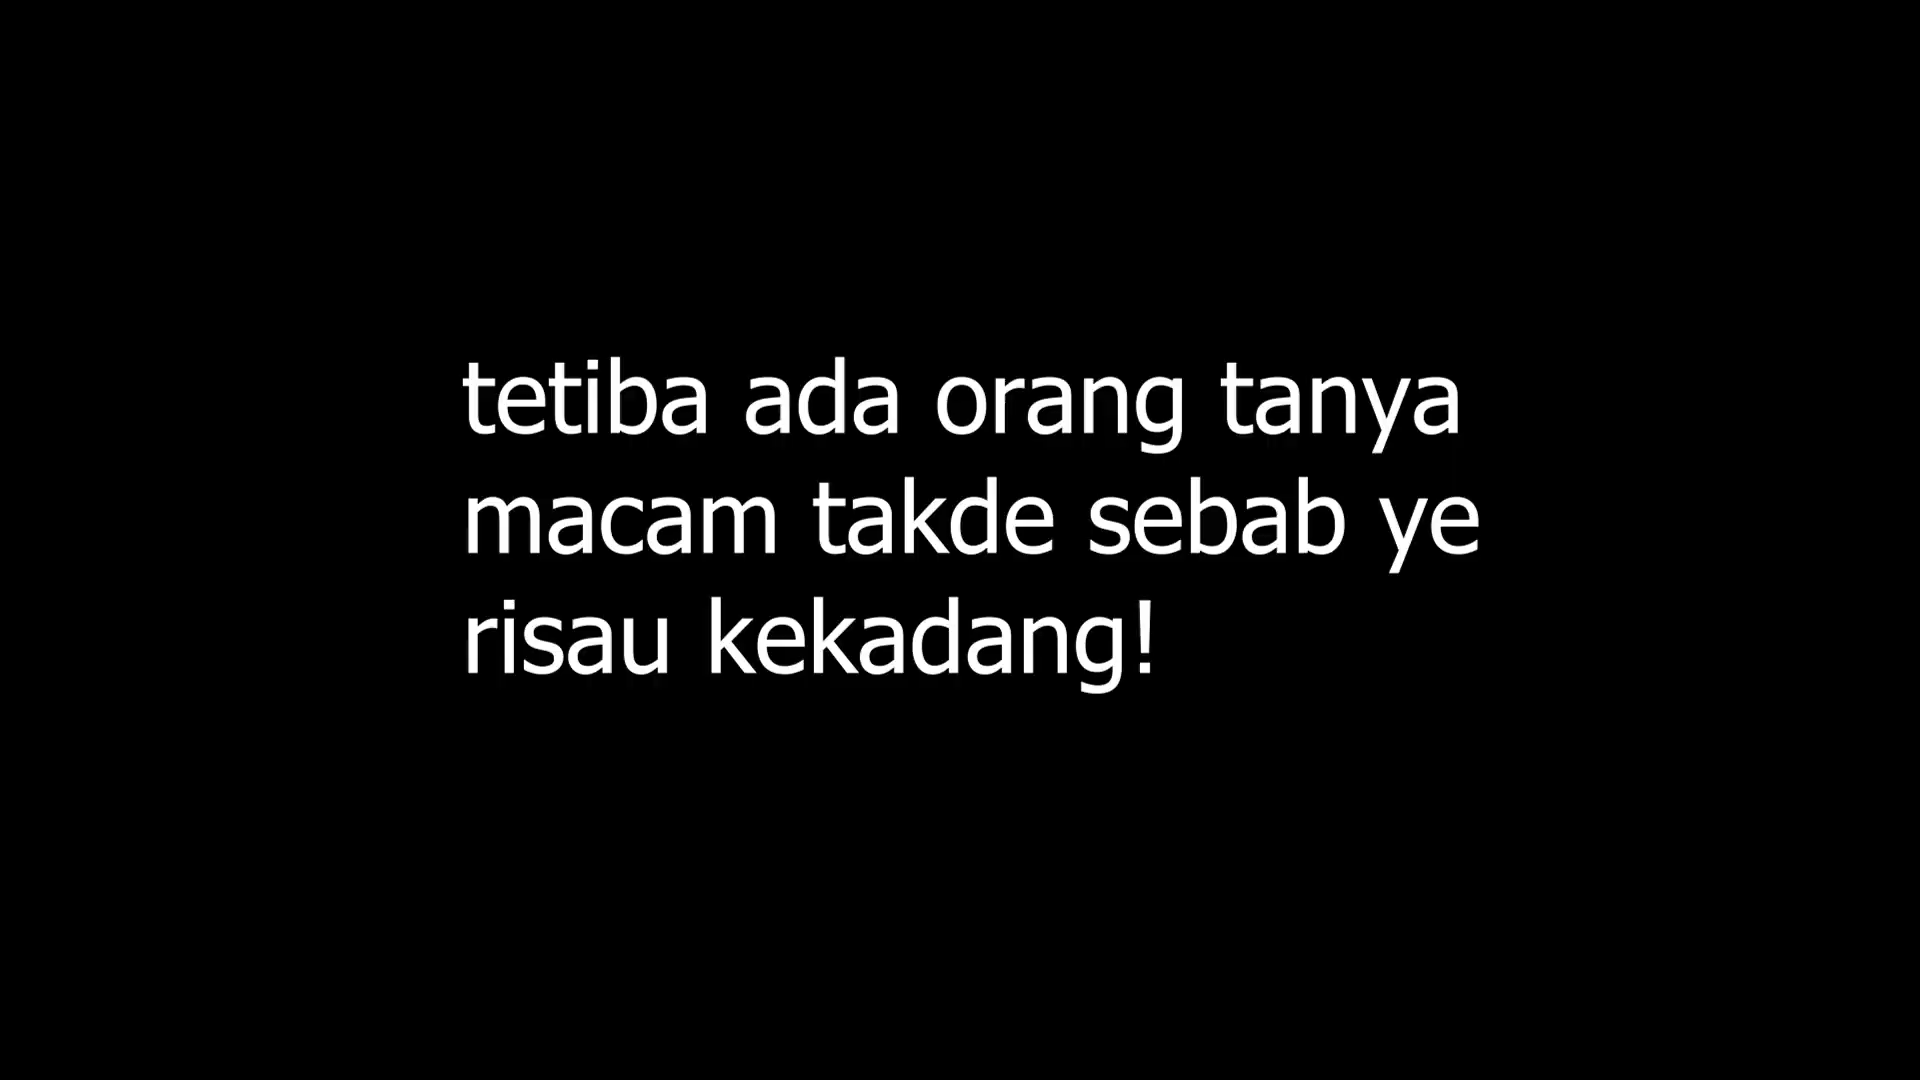 tetiba ada orang tanya
macam takde sebab ye
risau kekadang!